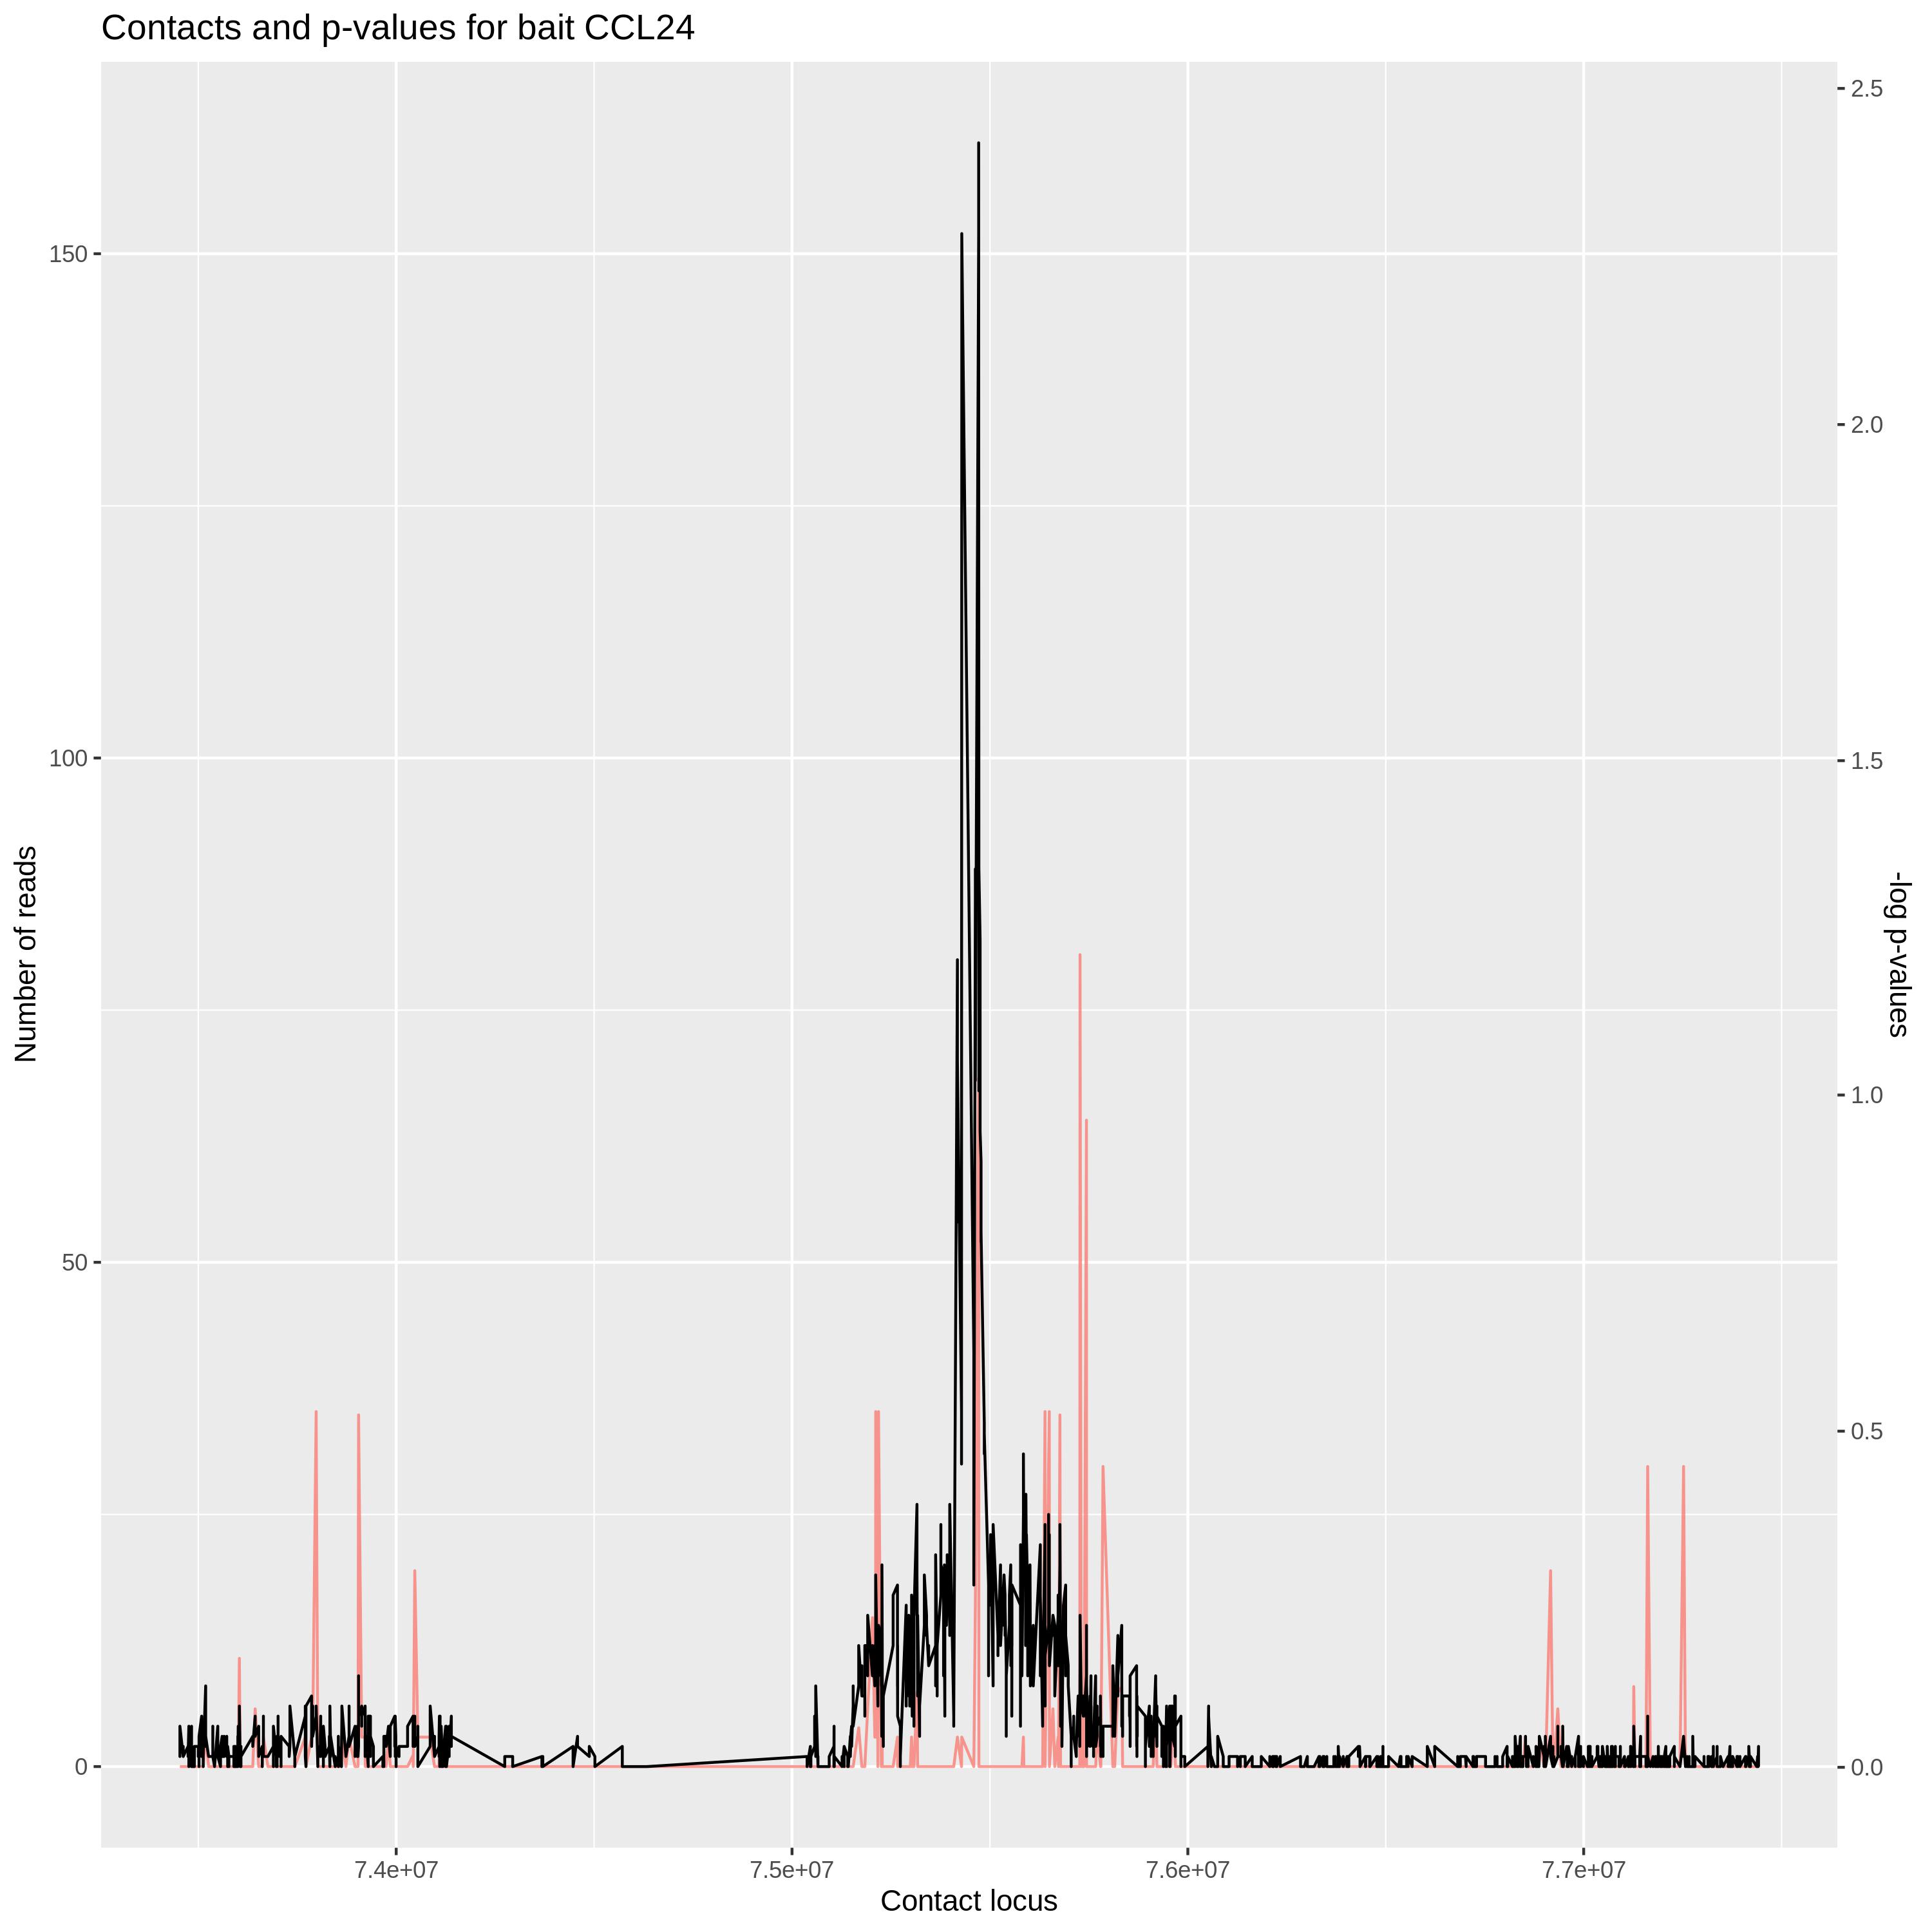 Contacts and p-values for bait CCL24
150
100
50
0
Number of reads
2.5
2.0
1.5
1.0
0.5
0.0
-log p-values
7.4e+07
7.5e+07
7.6e+07
7.7e+07
Contact locus